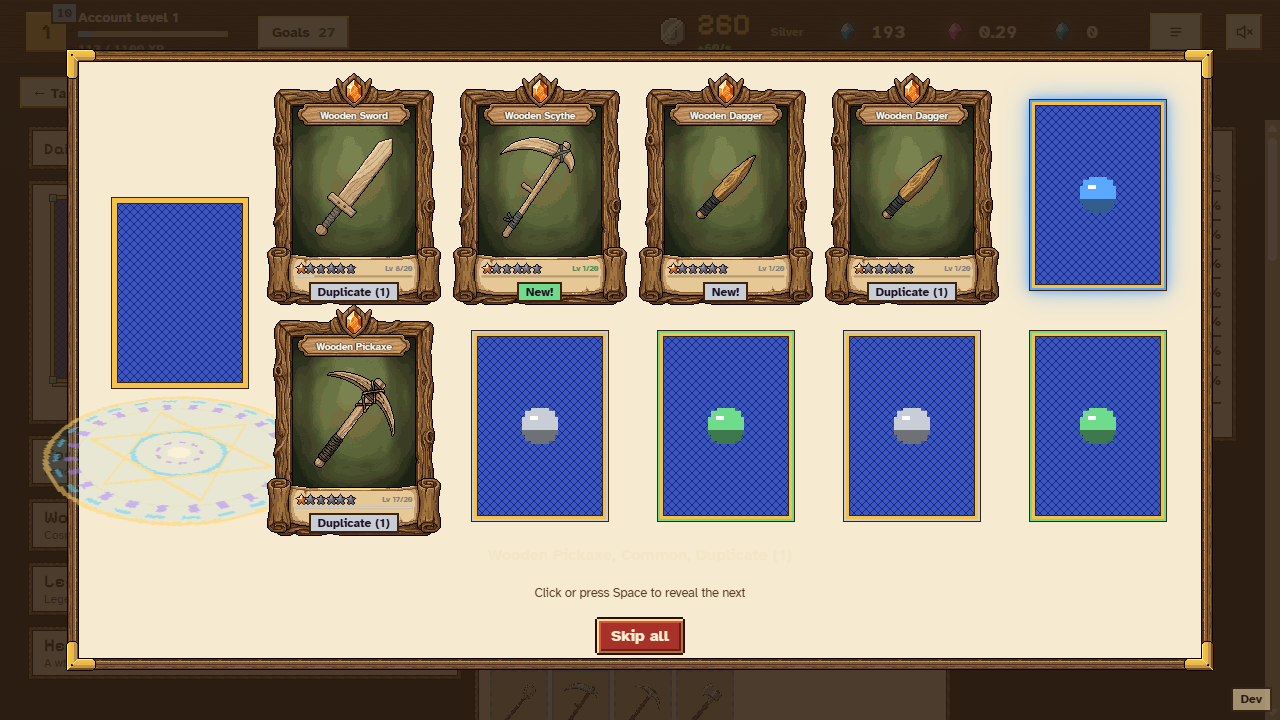 1
10
Account level 1
Goals 27
260
Silver
193
0.29
0
Wooden Sword
Lv 8/20
Duplicate (1)
Wooden Scythe
Lv 1/20
New!
Wooden Dagger
Lv 1/20
New!
Wooden Dagger
Lv 1/20
Duplicate (1)
Wooden Pickaxe
Lv 17/20
Duplicate (1)
Wooden Pickaxe, Common, Duplicate (1)
Click or press Space to reveal the next
Skip all
Dev